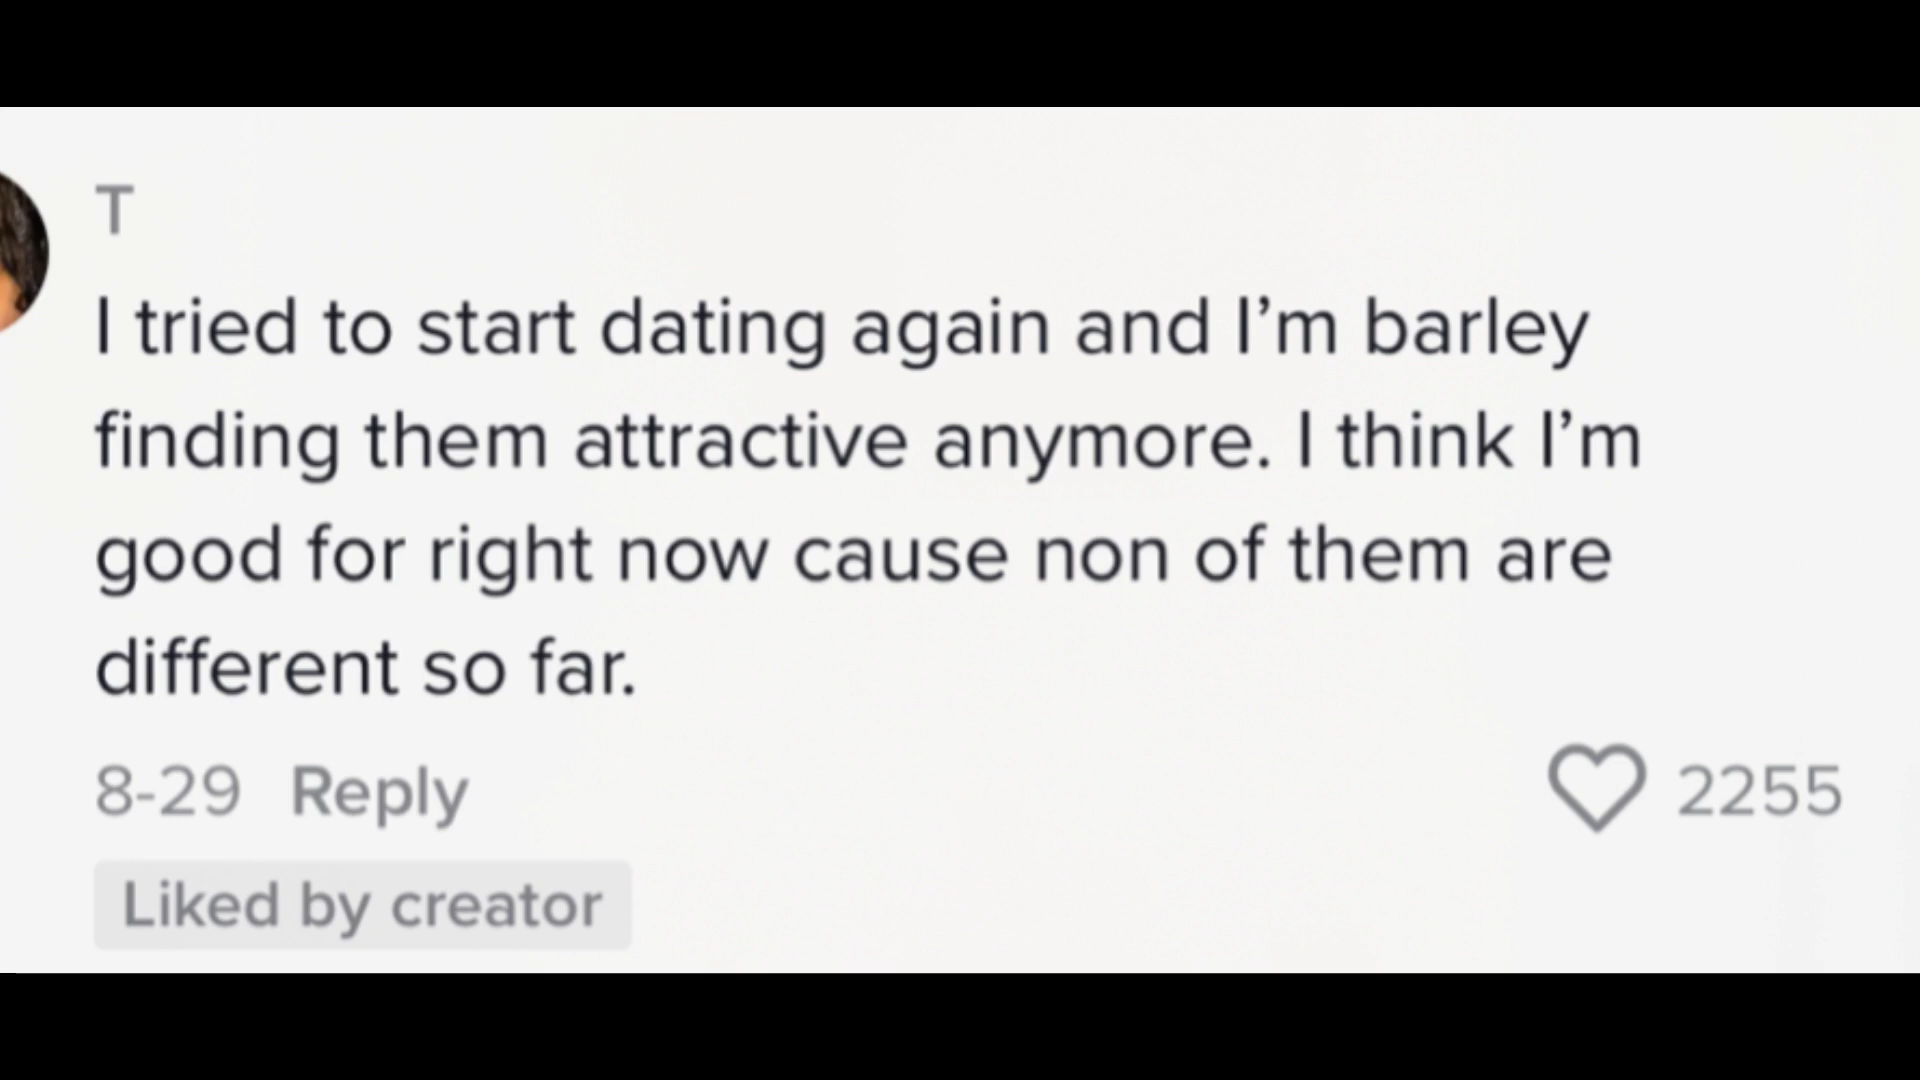 T
I tried to start dating again and I’m barley
finding them attractive anymore. I think I’m
good for right now cause non of them are
different so far.
8-29 Reply
2255
Liked by creator